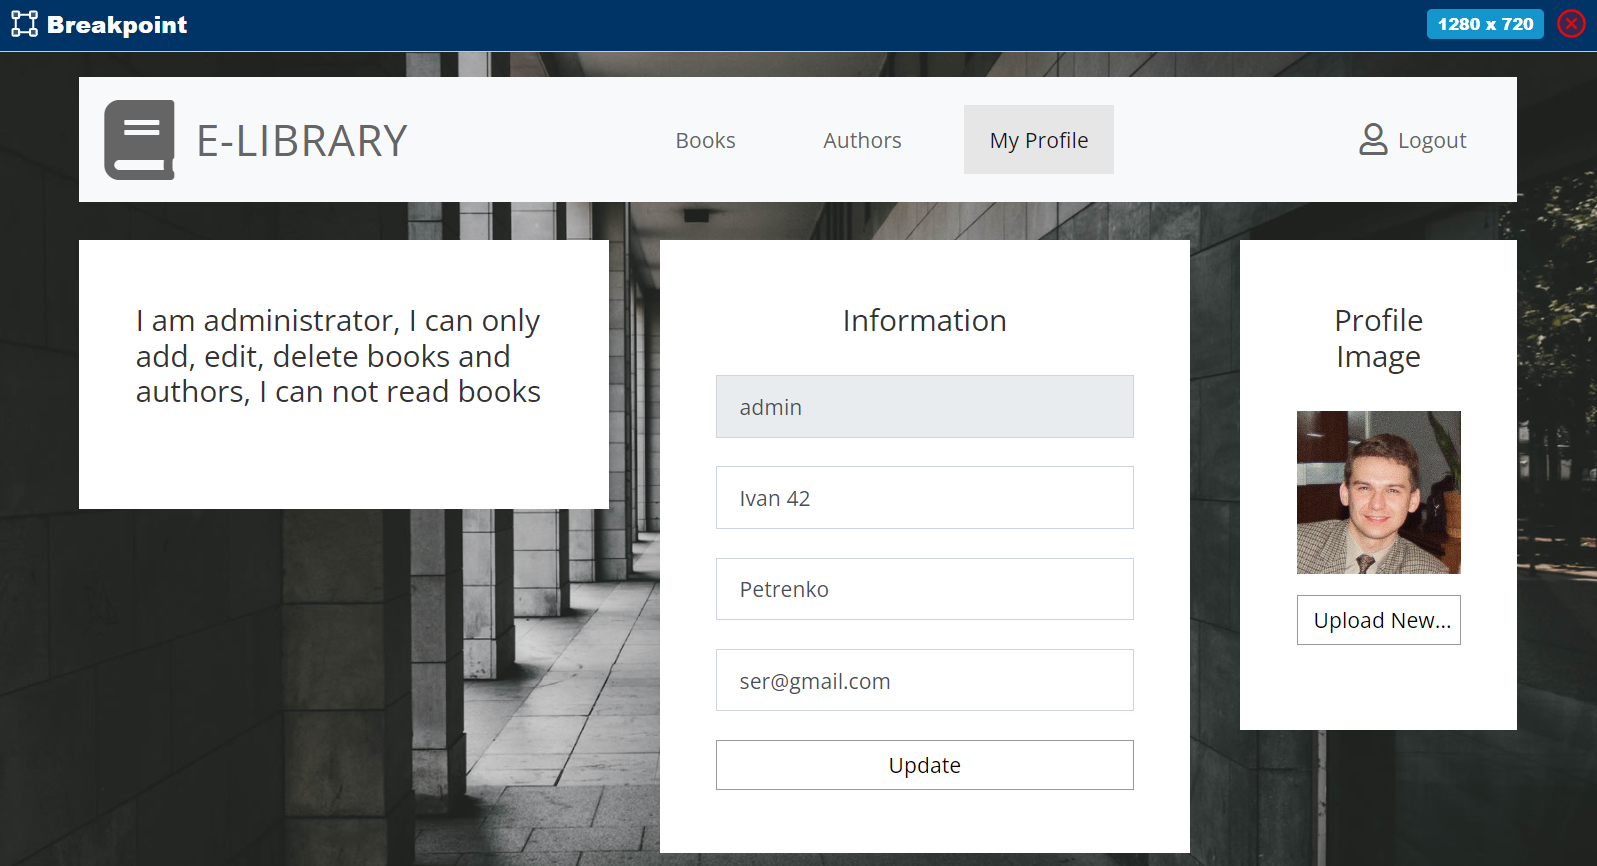 Breakpoint
1280 x 720
E-LIBRARY
Books
Authors
My Profile
Logout
I am administrator, I can only
add, edit, delete books and
authors, I can not read books
Information
admin
Ivan 42
Petrenko
ser@gmail.com
Update
Profile
Image
Upload New...